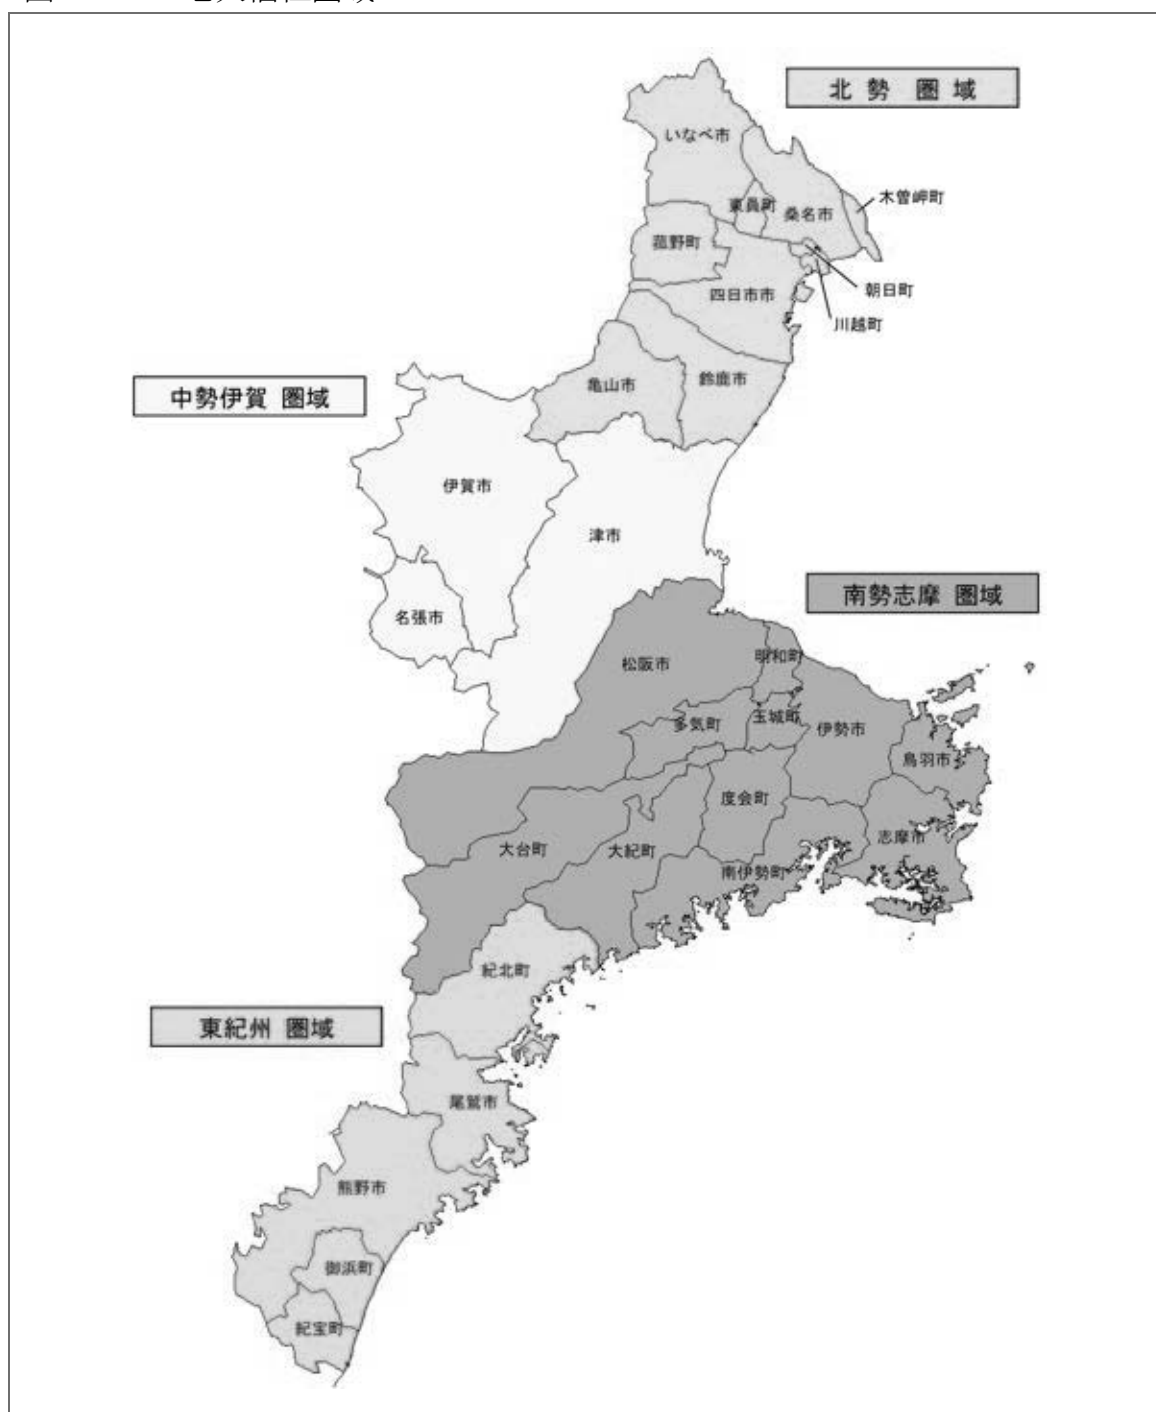 北勢 圏域
いなべ市
木曽岬町
東員町
桑名市
菰野町
朝日町
四日市市
川越町
中勢伊賀 圏域
亀山市
鈴鹿市
伊賀市
津市
南勢志摩 圏域
名張市
松阪市
明和町
多気町
玉城町
伊勢市
鳥羽市
度会町
志摩市
大台町
大紀町
南伊勢町
紀北町
東紀州 圏域
尾鷲市
熊野市
御浜町
紀宝町